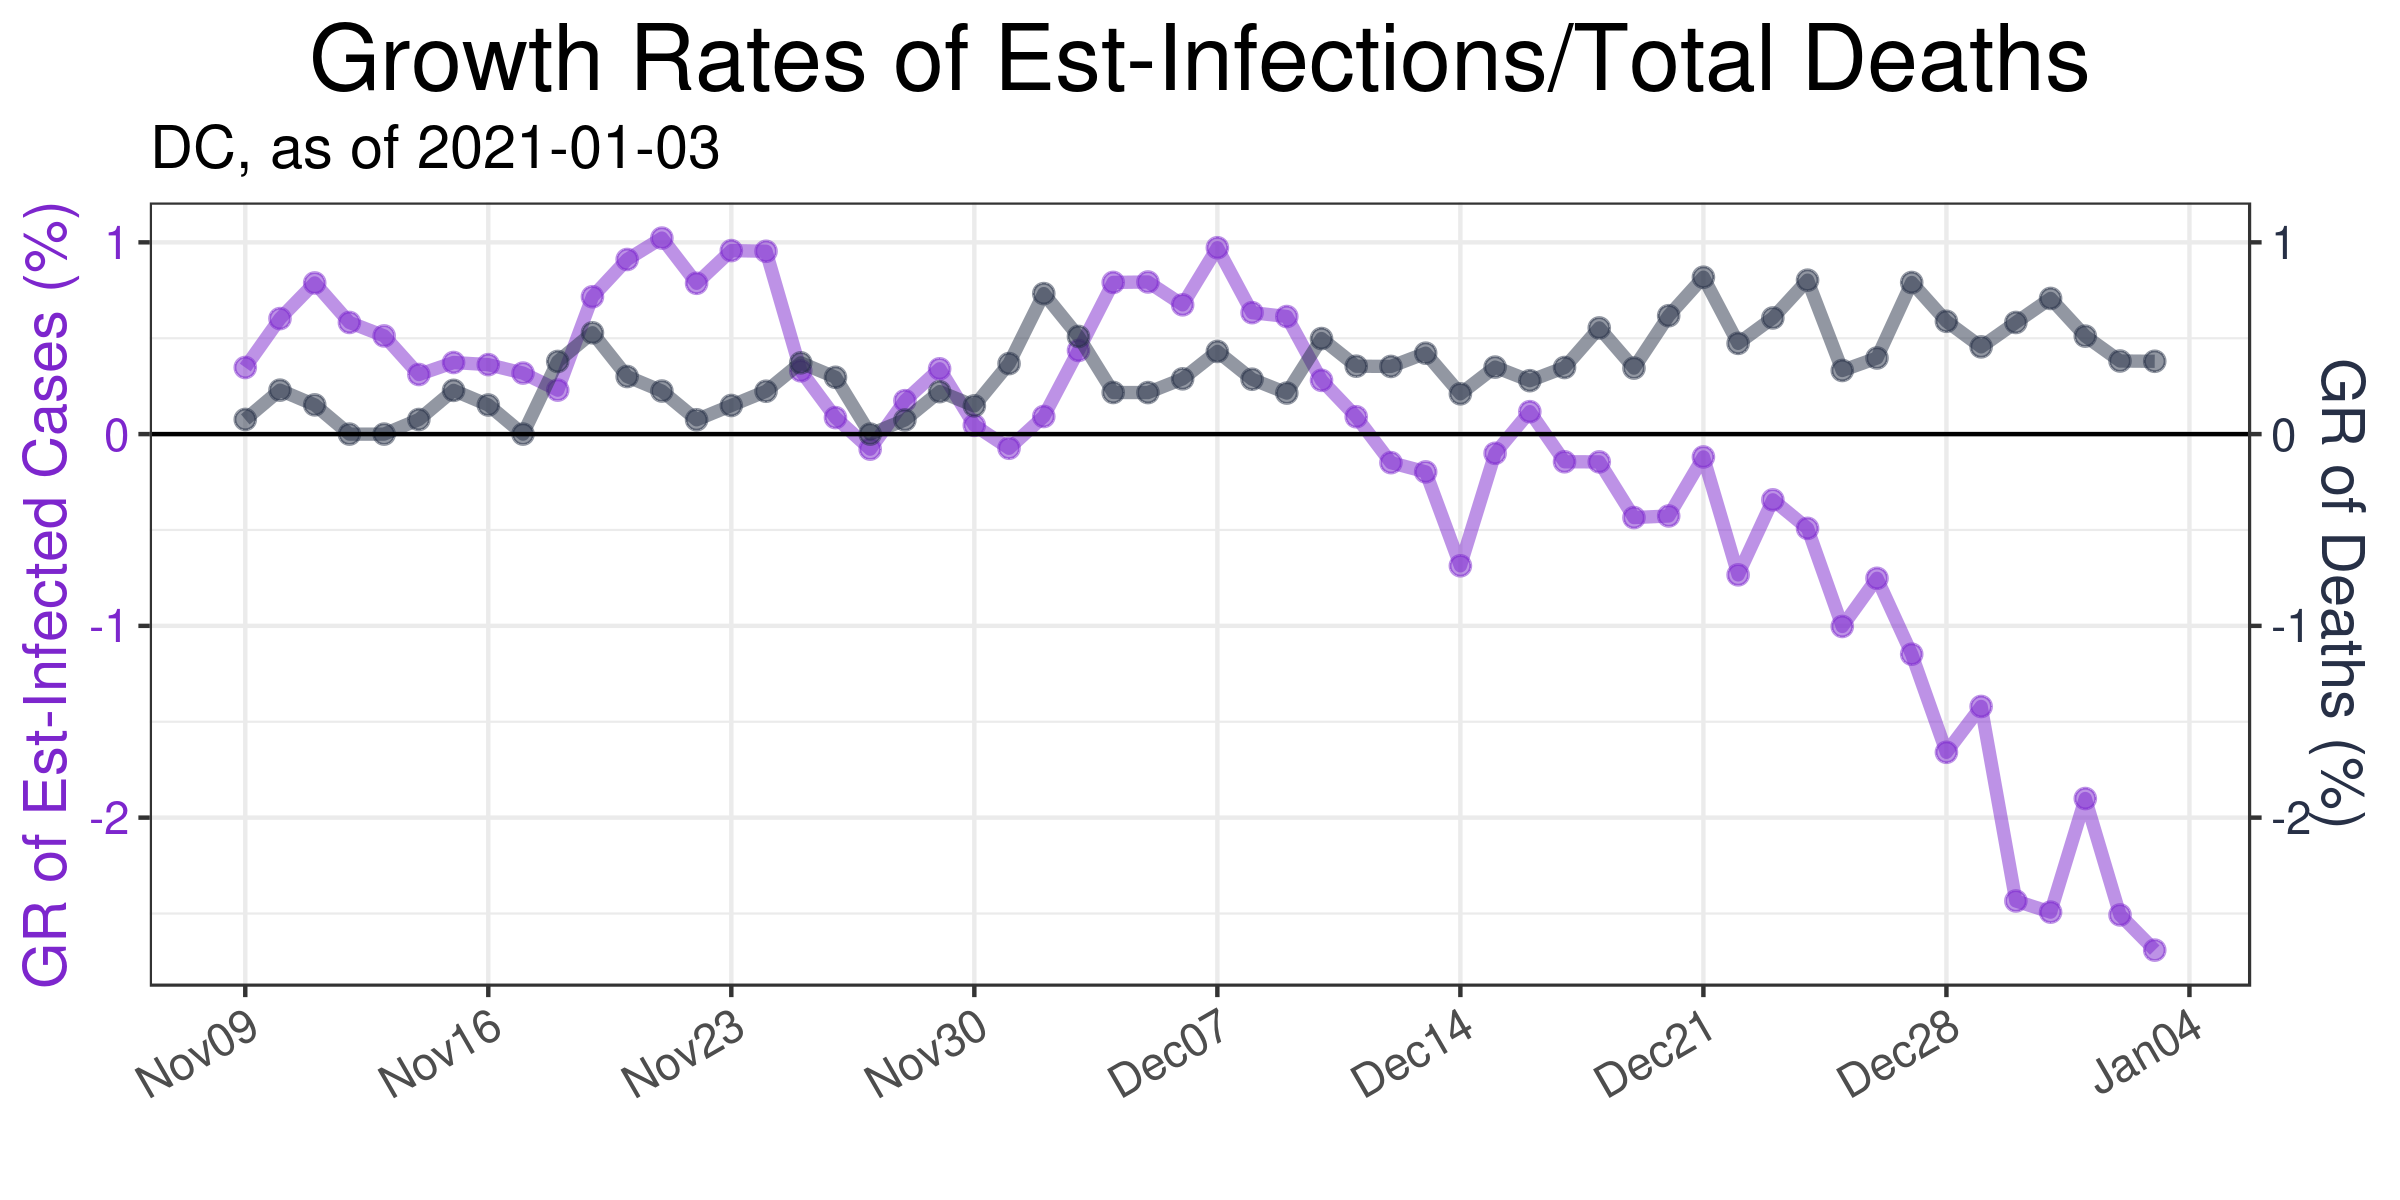 Growth Rates of Est-Infections/Total Deaths
DC, as of 2021-01-03
GR of Est-Infected Cases (%)
1
0
-1
-2
1
0
-1
-2
GR of Deaths (%)
Nov09
Nov16
Nov23
Nov30
Dec07
Dec14
Dec21
Dec28
Jan04